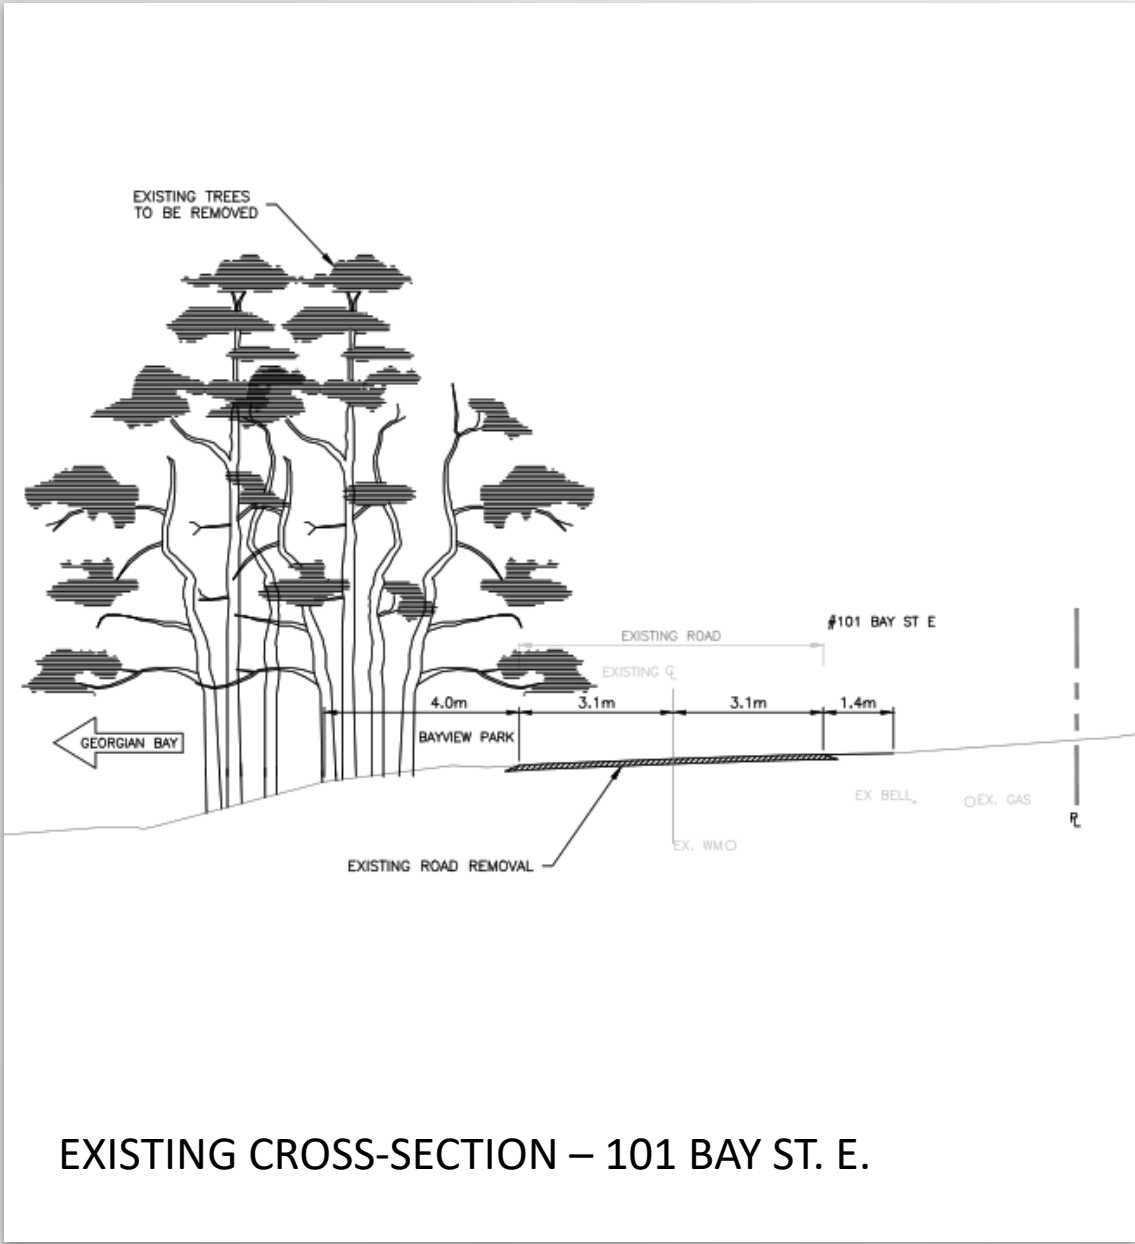 EXISTING TREES
TO BE REMOVED
#101 BAY ST E
EXISTING ROAD
EXISTING ℄
4.0m
3.1m
3.1m
1.4m
BAYVIEW PARK
GEORGIAN BAY
EX BELL
EX. GAS
℄
EX. WM
EXISTING ROAD REMOVAL
EXISTING CROSS-SECTION – 101 BAY ST. E.